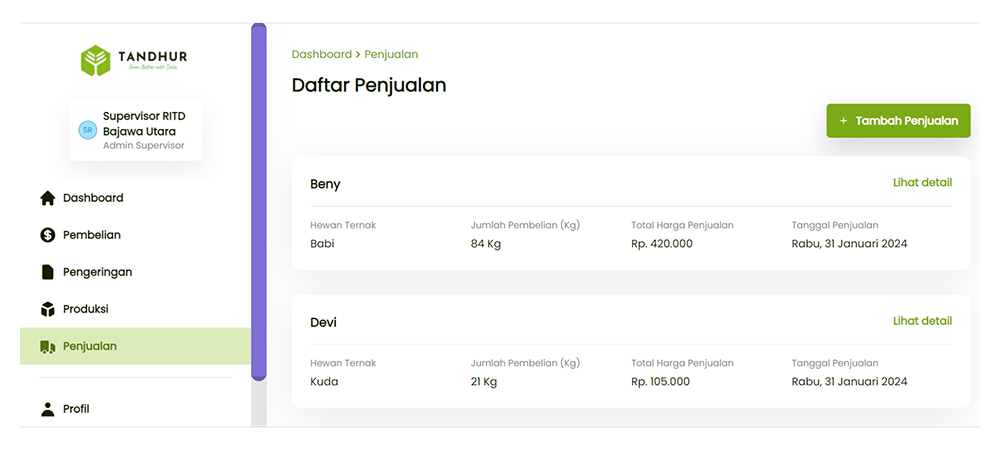 TANDHUR
Grow Better with Data
Supervisor RITD
Bajawa Utara
Admin Supervisor
SR
Dashboard
Pembelian
Pengeringan
Produksi
Penjualan
Profil
Dashboard > Penjualan
Daftar Penjualan
+ Tambah Penjualan
Beny Lihat detail
Hewan Ternak Jumlah Pembelian (Kg) Total Harga Penjualan Tanggal Penjualan
Babi 84 Kg Rp. 420.000 Rabu, 31 Januari 2024
Devi Lihat detail
Hewan Ternak Jumlah Pembelian (Kg) Total Harga Penjualan Tanggal Penjualan
Kuda 21 Kg Rp. 105.000 Rabu, 31 Januari 2024